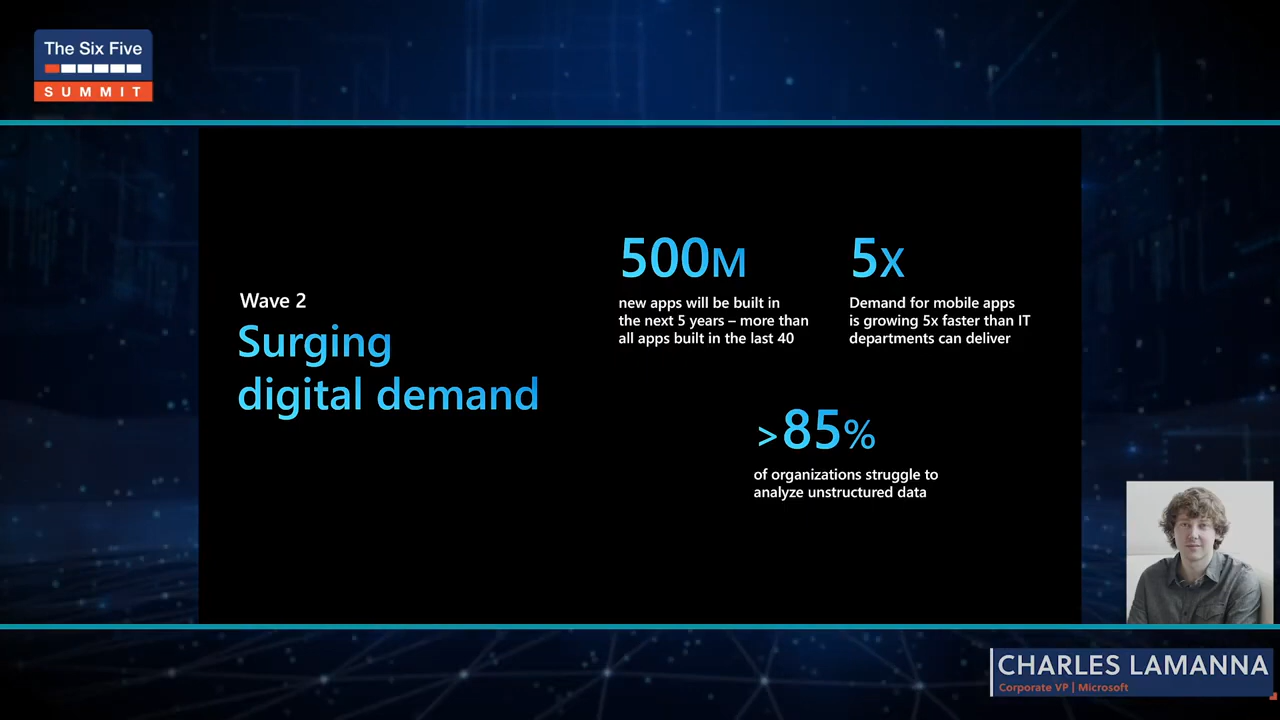 The Six Five
SUMMIT
Wave 2
Surging
digital demand
500M
new apps will be built in
the next 5 years – more than
all apps built in the last 40
5X
Demand for mobile apps
is growing 5x faster than IT
departments can deliver
>85%
of organizations struggle to
analyze unstructured data
CHARLES LAMANNA
Corporate VP | Microsoft